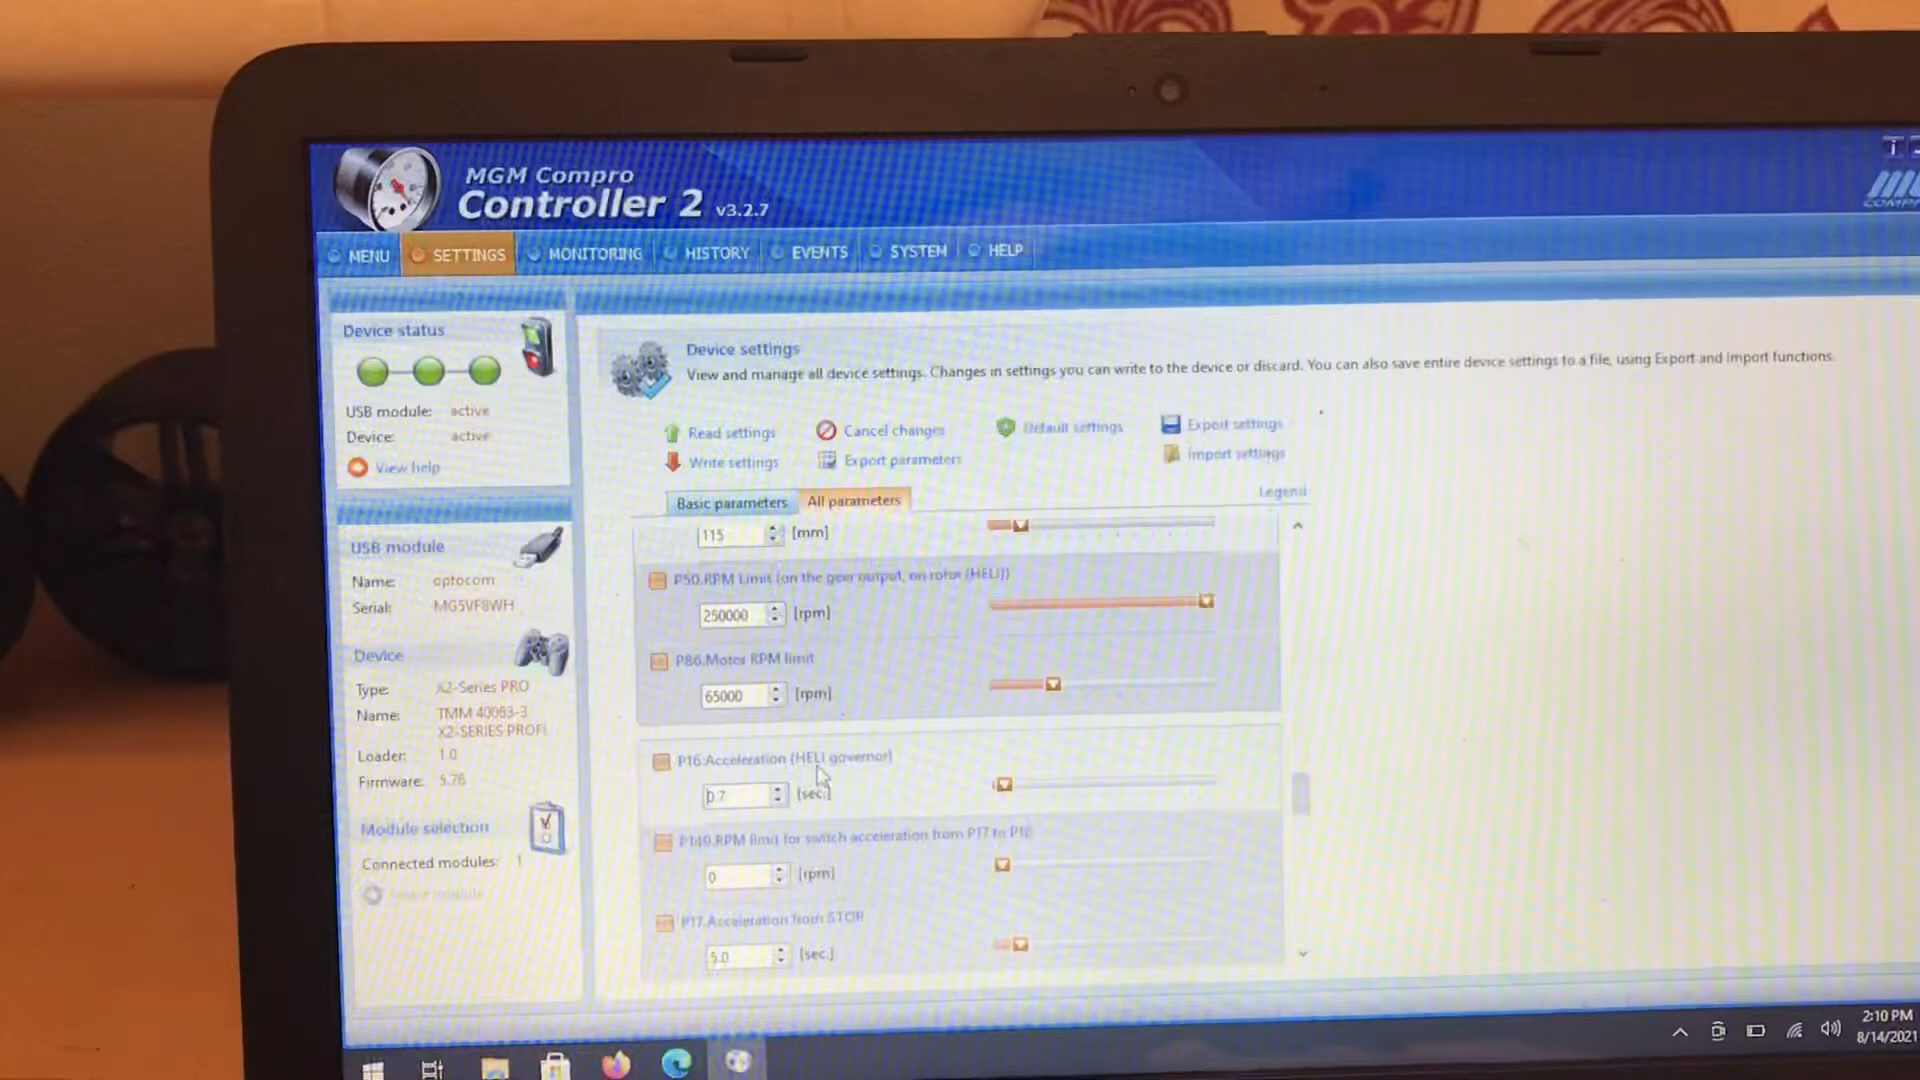 MGM Compro
Controller 2 v3.2.7
MENU SETTINGS MONITORING HISTORY EVENTS SYSTEM HELP
Device status
USB module: active
Device: active
View help
USB module
Name: optocom
Serial: MG5VF8WH
Device
Type: X2-Series PRO
Name: TMM 40063-3
X2-SERIES PROFI
Loader: 1.0
Firmware: 3.76
Module selection
Connected modules: 1
Device settings
View and manage all device settings. Changes in settings you can write to the device or discard. You can also save entire device settings to a file, using Export and Import functions.
Read settings Cancel changes Default settings Export settings
Write settings Export parameters Import settings
Basic parameters All parameters Legend
115 [mm]
P50.RPM Limit (on the gear output, on rotor (HELI))
250000 [rpm]
P86.Motor RPM limit
65000 [rpm]
P16.Acceleration (HELI governor)
0.7 [sec.]
P149.RPM limit for switch acceleration from P17 to P16
0 [rpm]
P17.Acceleration from STOP
5.0 [sec.]
2:10 PM
8/14/2021